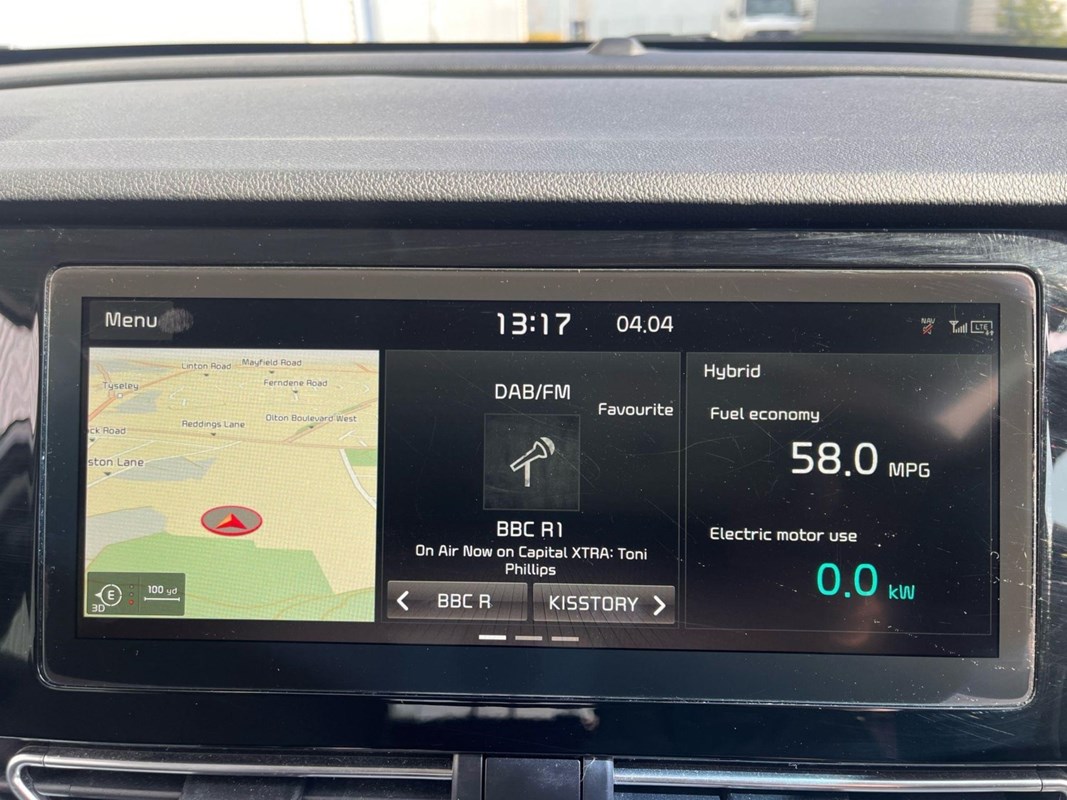 Menu
13:17
04.04
NAV
LTE
Linton Road
Mayfield Road
Tyseley
Ferndene Road
ck Road
Reddings Lane
Olton Boulevard West
ston Lane
E
3D
100 yd
DAB/FM
Favourite
BBC R1
On Air Now on Capital XTRA: Toni
Phillips
BBC R
KISSTORY
Hybrid
Fuel economy
58.0 MPG
Electric motor use
0.0 kW